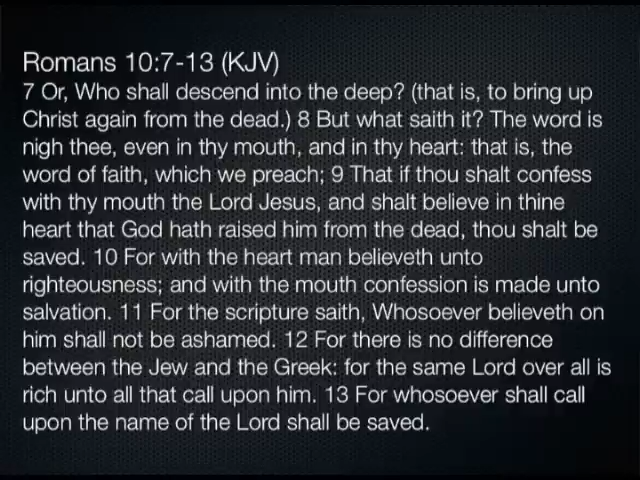 Romans 10:7-13 (KJV)
7 Or, Who shall descend into the deep? (that is, to bring up
Christ again from the dead.) 8 But what saith it? The word is
nigh thee, even in thy mouth, and in thy heart: that is, the
word of faith, which we preach; 9 That if thou shalt confess
with thy mouth the Lord Jesus, and shalt believe in thine
heart that God hath raised him from the dead, thou shalt be
saved. 10 For with the heart man believeth unto
righteousness; and with the mouth confession is made unto
salvation. 11 For the scripture saith, Whosoever believeth on
him shall not be ashamed. 12 For there is no difference
between the Jew and the Greek: for the same Lord over all is
rich unto all that call upon him. 13 For whosoever shall call
upon the name of the Lord shall be saved.